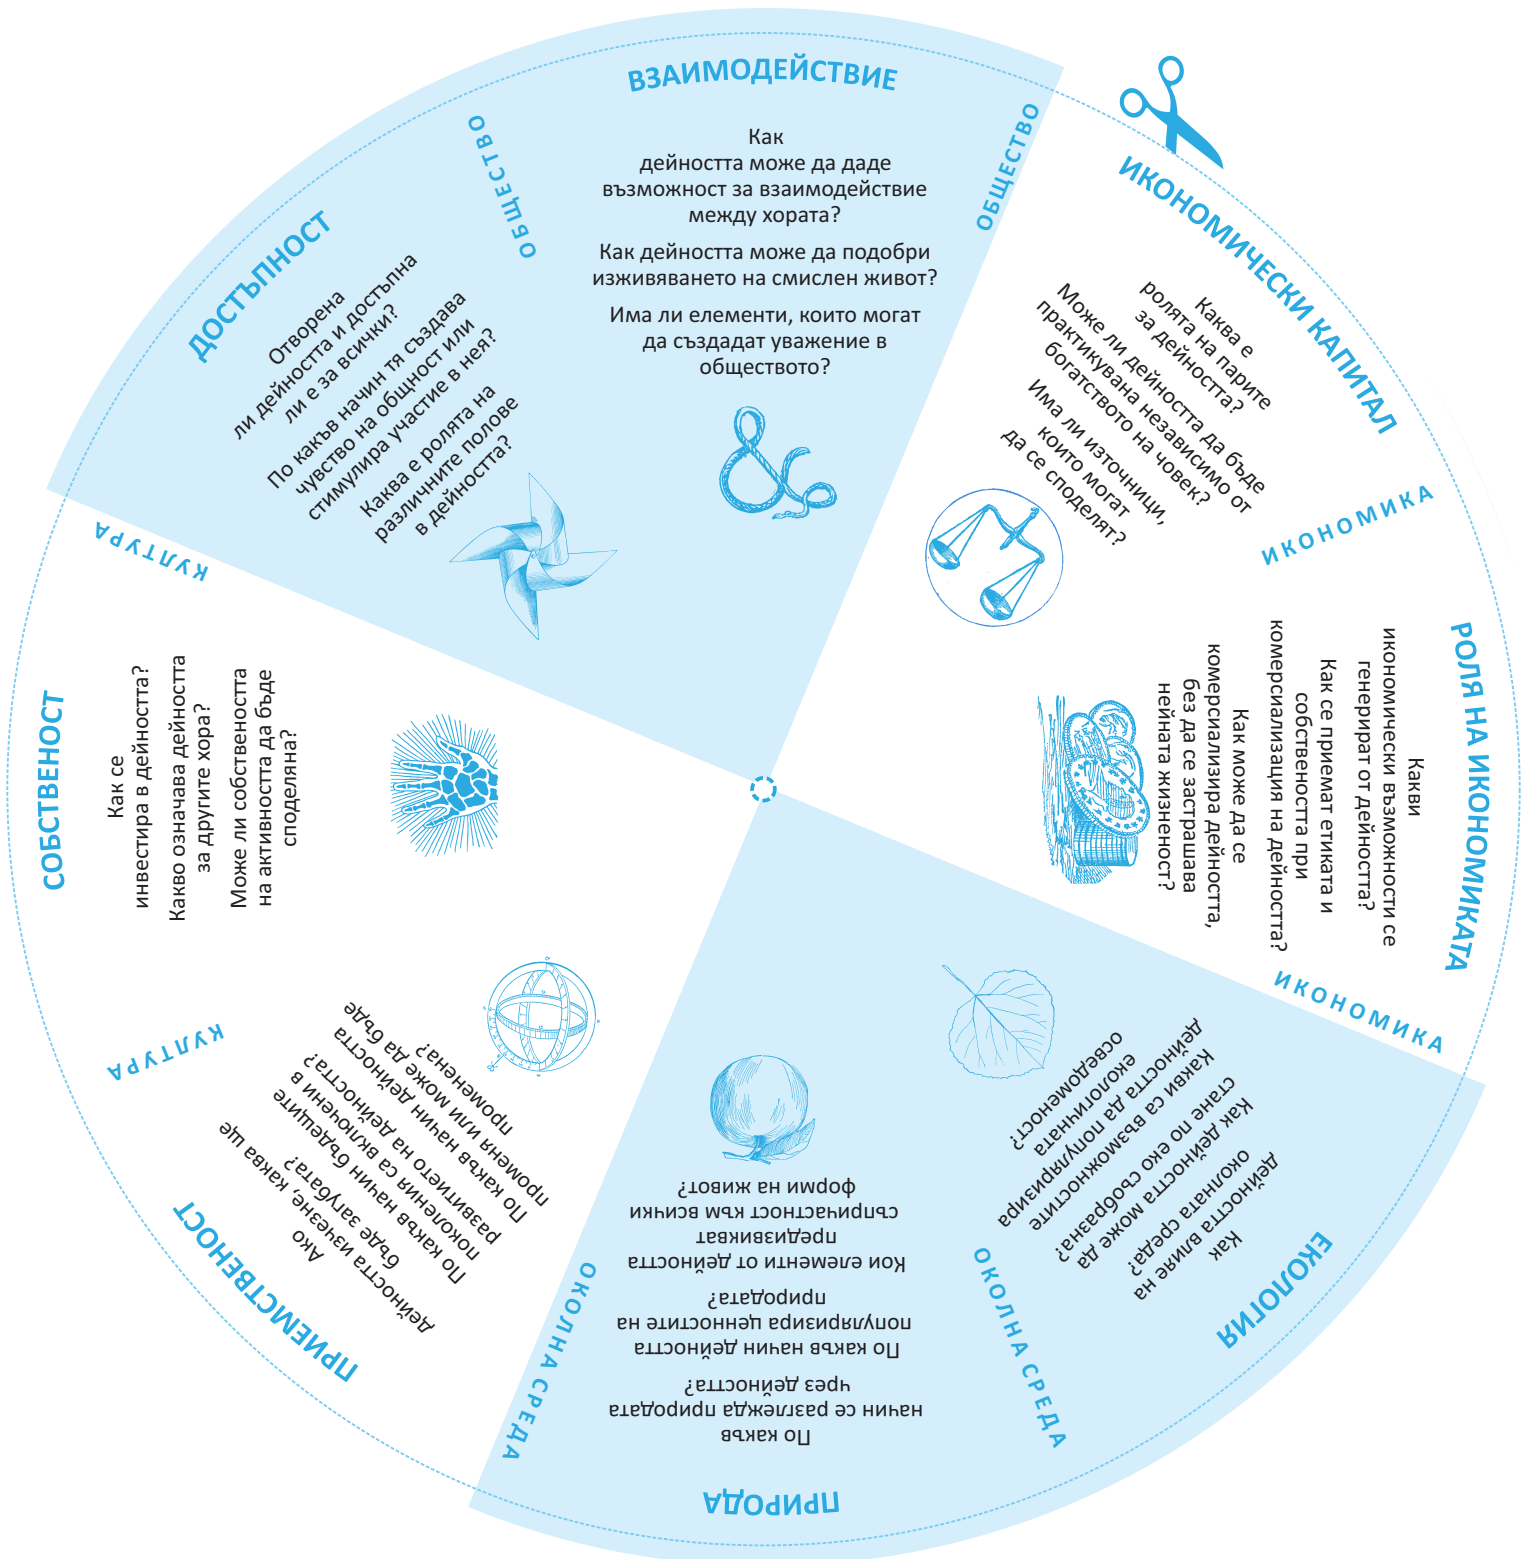 ВЗАИМОДЕЙСТВИЕ
Как
дейността може да даде
възможност за взаимодействие
между хората?
Как дейността може да подобри
изживяването на смислен живот?
Има ли елементи, които могат
да създадат уважение в
обществото?
ОБЩЕСТВО
ИКОНОМИЧЕСКИ КАПИТАЛ
Каква е
ролята на парите
за дейността?
Може ли дейността да бъде
практикувана независимо от
богатството на човек?
Има ли източници,
които могат
да се споделят?
ИКОНОМИКА
РОЛЯ НА ИКОНОМИКАТА
Какви
икономически възможности се
генерират от дейността?
Как се приемат етиката и
собствеността при
комерсиализация на дейността?
Как може да се
комерсиализира дейността,
без да се застрашава
нейната жизненост?
ИКОНОМИКА
ЕКОЛОГИЯ
Как
дейността влияе на
околната среда?
Как дейността може да
стане по еко съобразна?
Какви са възможностите
дейността да популяризира
екологичната
осведоменост?
ОКОЛНА СРЕДА
ПРИРОДА
По какъв
начин се разглежда природата
чрез дейността?
По какъв начин дейността
популяризира ценностите на
природата?
Кои елементи от дейността
предизвикват
съпричастност към всички
форми на живот?
ОКОЛНА СРЕДА
ПРИЕМСТВЕНОСТ
Ако
дейността изчезне, каква ще
бъде загубата?
По какъв начин бъдещите
поколения са включени в
развитието на дейността?
По какъв начин дейността
променя или може да бъде
променена?
КУЛТУРА
СОБСТВЕНОСТ
Как се
инвестира в дейността?
Какво означава дейността
за другите хора?
Може ли собствеността
на активността да бъде
споделяна?
КУЛТУРА
ДОСТЪПНОСТ
Отворена
ли дейността и достъпна
ли е за всички?
По какъв начин тя създава
чувство на общност или
стимулира участие в нея?
Каква е ролята на
различните полове
в дейността?
ОБЩЕСТВО